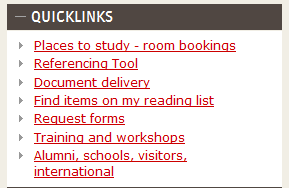 QUICKLINKS
Places to study - room bookings
Referencing Tool
Document delivery
Find items on my reading list
Request forms
Training and workshops
Alumni, schools, visitors,
international